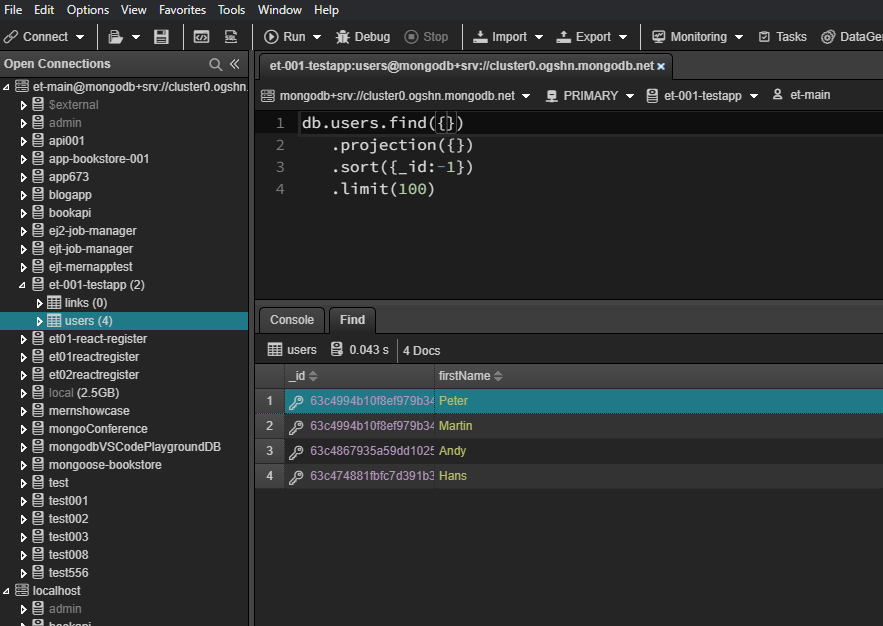 File Edit Options View Favorites Tools Window Help
Connect Run Debug Stop Import Export Monitoring Tasks DataGe
Open Connections
et-main@mongodb+srv://cluster0.ogshn.
$external
admin
api001
app-bookstore-001
app673
blogapp
bookapi
ej2-job-manager
ejt-job-manager
ejt-mernapptest
et-001-testapp (2)
links (0)
users (4)
et01-react-register
et01reactregister
et02reactregister
local (2.5GB)
mernshowcase
mongoConference
mongodbVSCodePlaygroundDB
mongoose-bookstore
test
test001
test002
test003
test008
test556
localhost
admin
bookapi
et-001-testapp:users@mongodb+srv://cluster0.ogshn.mongodb.net ×
mongodb+srv://cluster0.ogshn.mongodb.net PRIMARY et-001-testapp et-main
1 db.users.find({})
2 .projection({})
3 .sort({_id:-1})
4 .limit(100)
Console Find
users 0.043 s 4 Docs
_id firstName
1 63c4994b10f8ef979b34 Peter
2 63c4994b10f8ef979b34 Martin
3 63c4867935a59dd1025 Andy
4 63c474881fbfc7d391b3 Hans